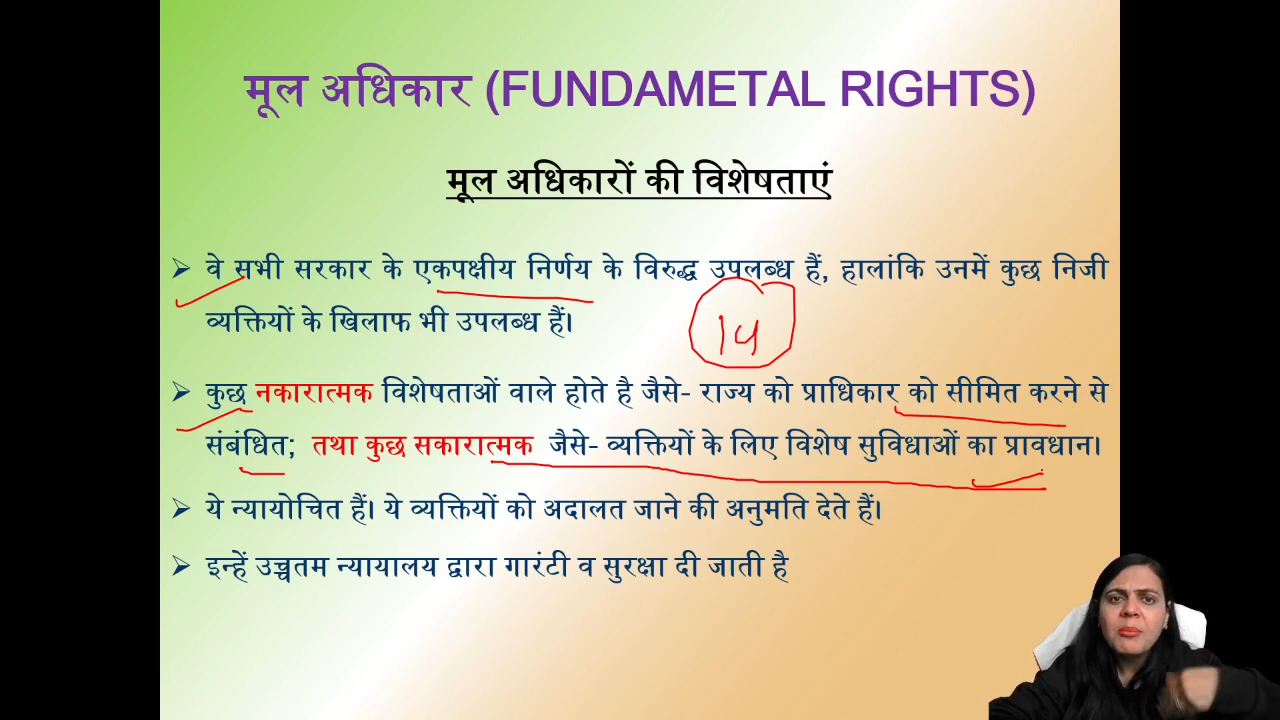 मूल अधिकार (FUNDAMETAL RIGHTS)
मूल अधिकारों की विशेषताएं
➢ वे सभी सरकार के एकपक्षीय निर्णय के विरुद्ध उपलब्ध हैं, हालांकि उनमें कुछ निजी
व्यक्तियों के खिलाफ भी उपलब्ध हैं।
14
➢ कुछ नकारात्मक विशेषताओं वाले होते है जैसे- राज्य को प्राधिकार को सीमित करने से
संबंधित; तथा कुछ सकारात्मक जैसे- व्यक्तियों के लिए विशेष सुविधाओं का प्रावधान।
➢ ये न्यायोचित हैं। ये व्यक्तियों को अदालत जाने की अनुमति देते हैं।
➢ इन्हें उच्चतम न्यायालय द्वारा गारंटी व सुरक्षा दी जाती है